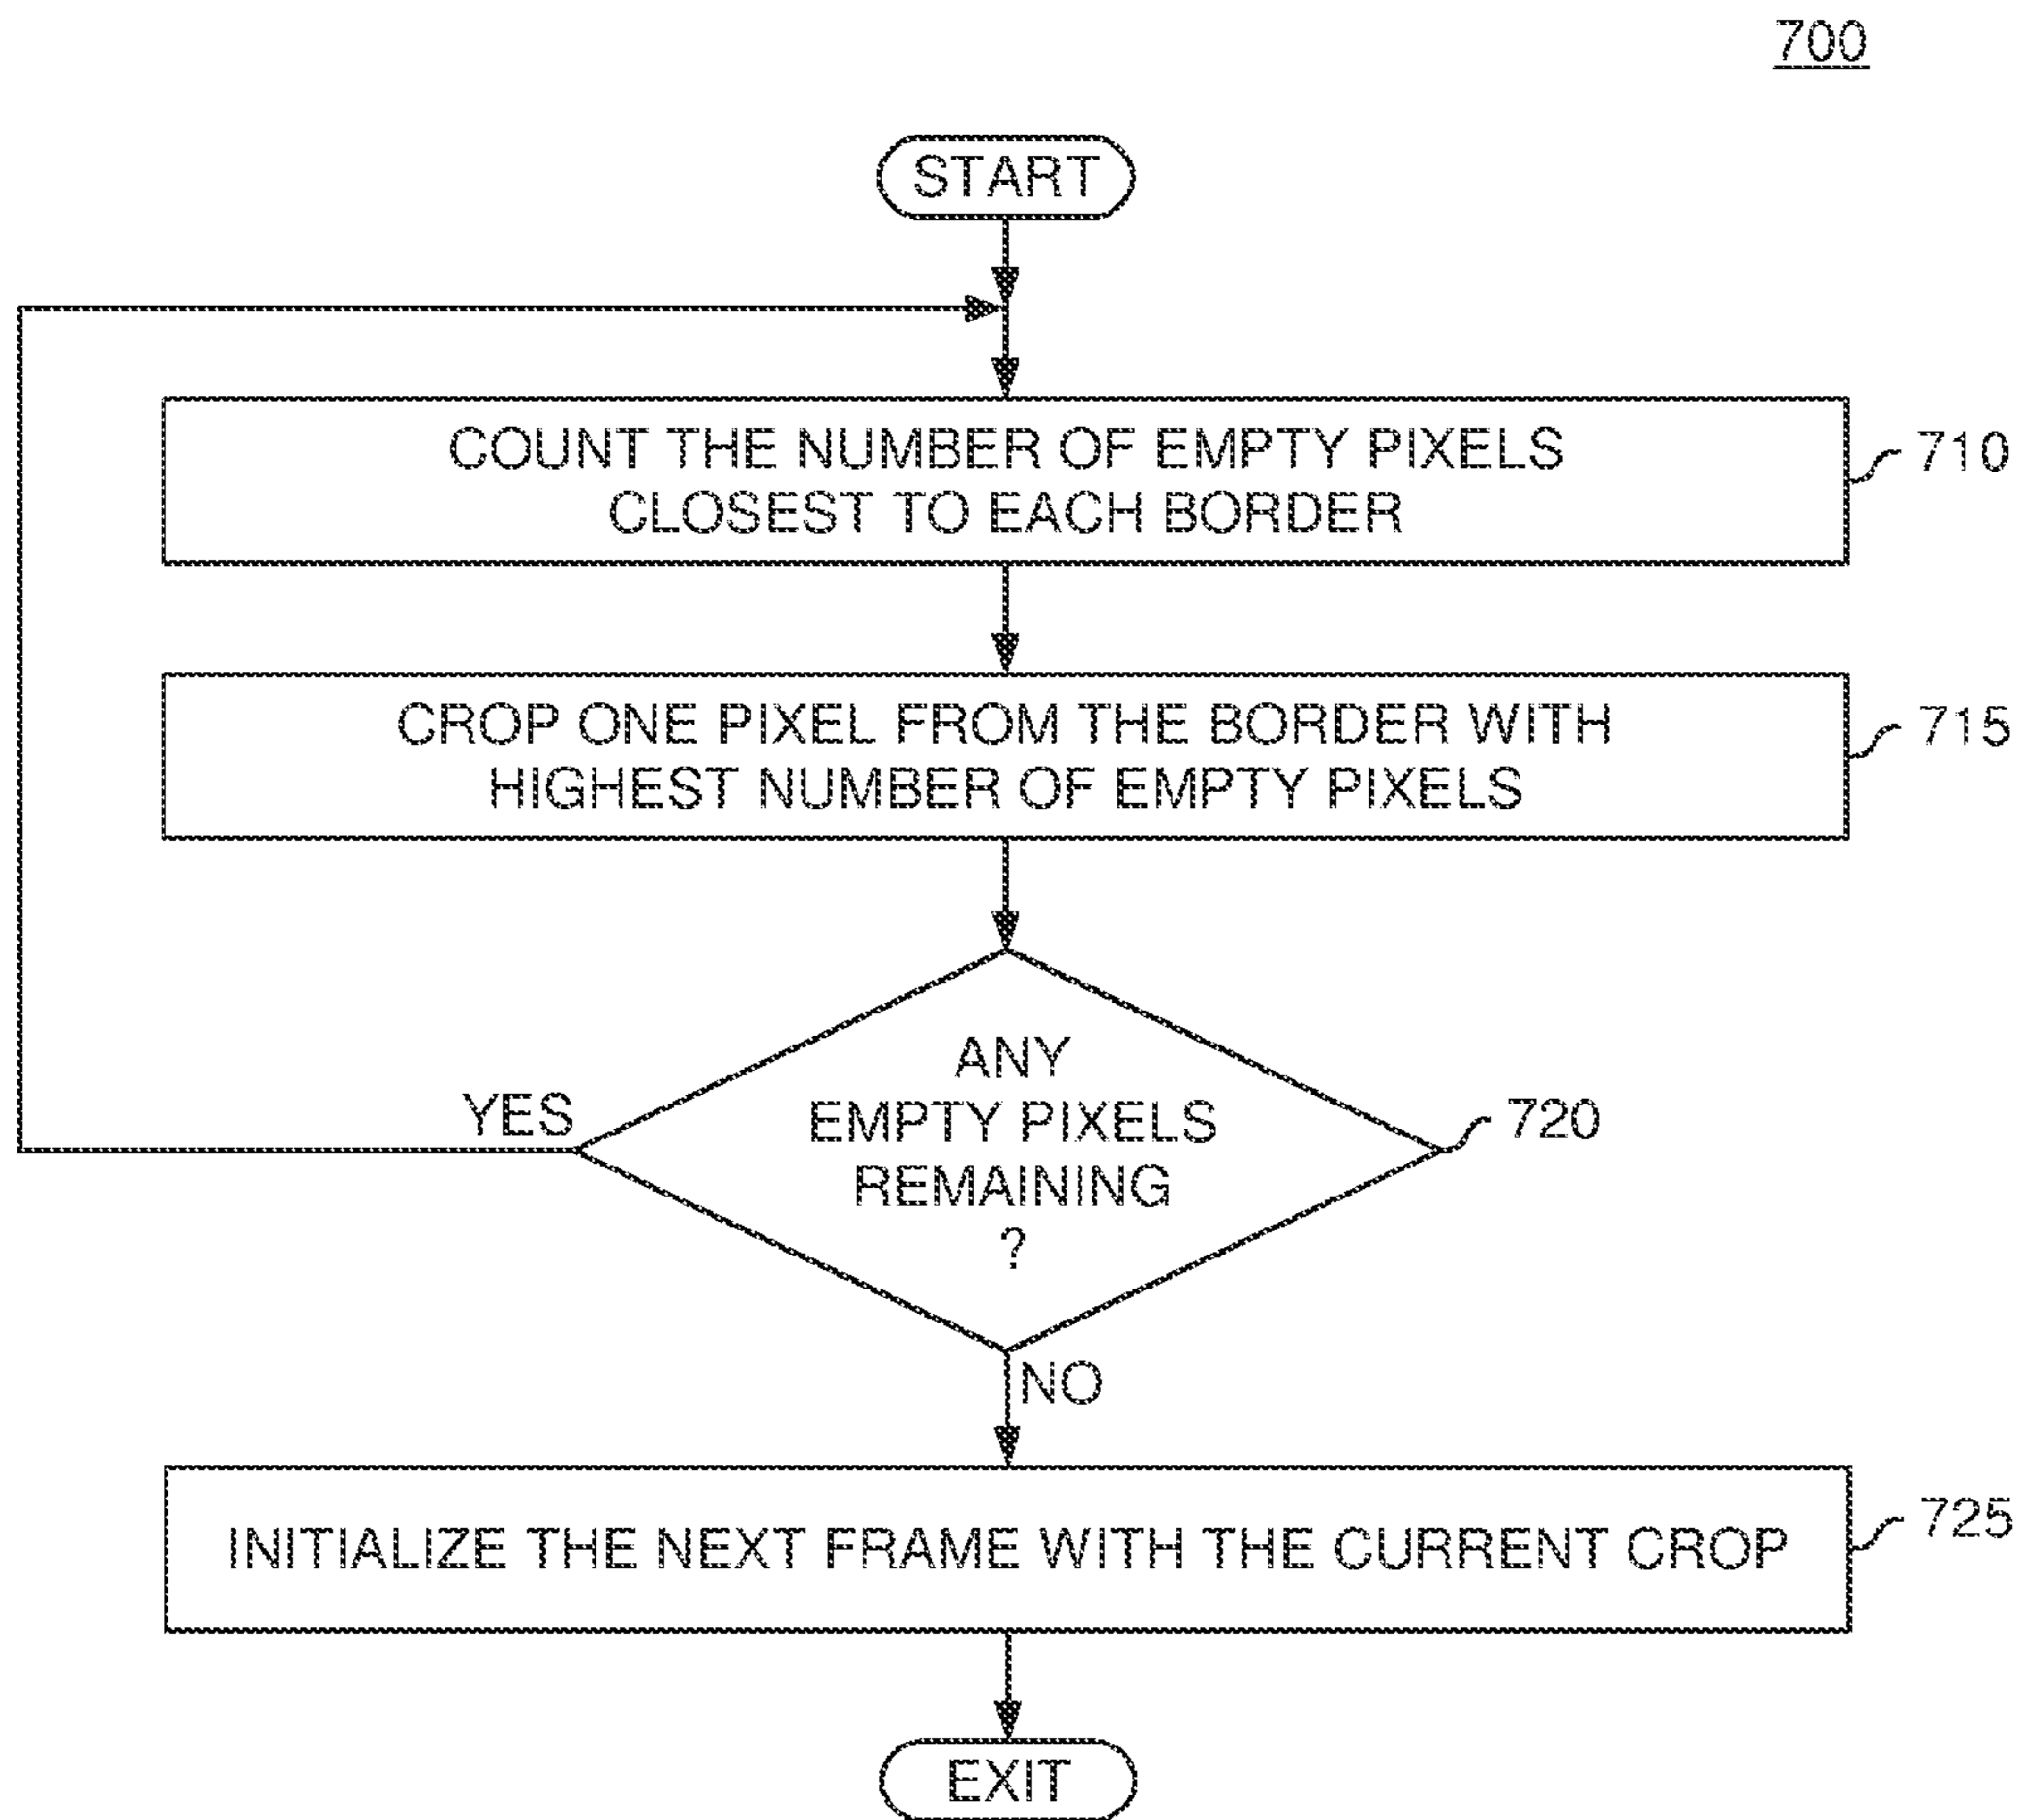 700
START
COUNT THE NUMBER OF EMPTY PIXELS
CLOSEST TO EACH BORDER
710
CROP ONE PIXEL FROM THE BORDER WITH
HIGHEST NUMBER OF EMPTY PIXELS
715
ANY
EMPTY PIXELS
REMAINING
?
720
YES
NO
INITIALIZE THE NEXT FRAME WITH THE CURRENT CROP
725
EXIT